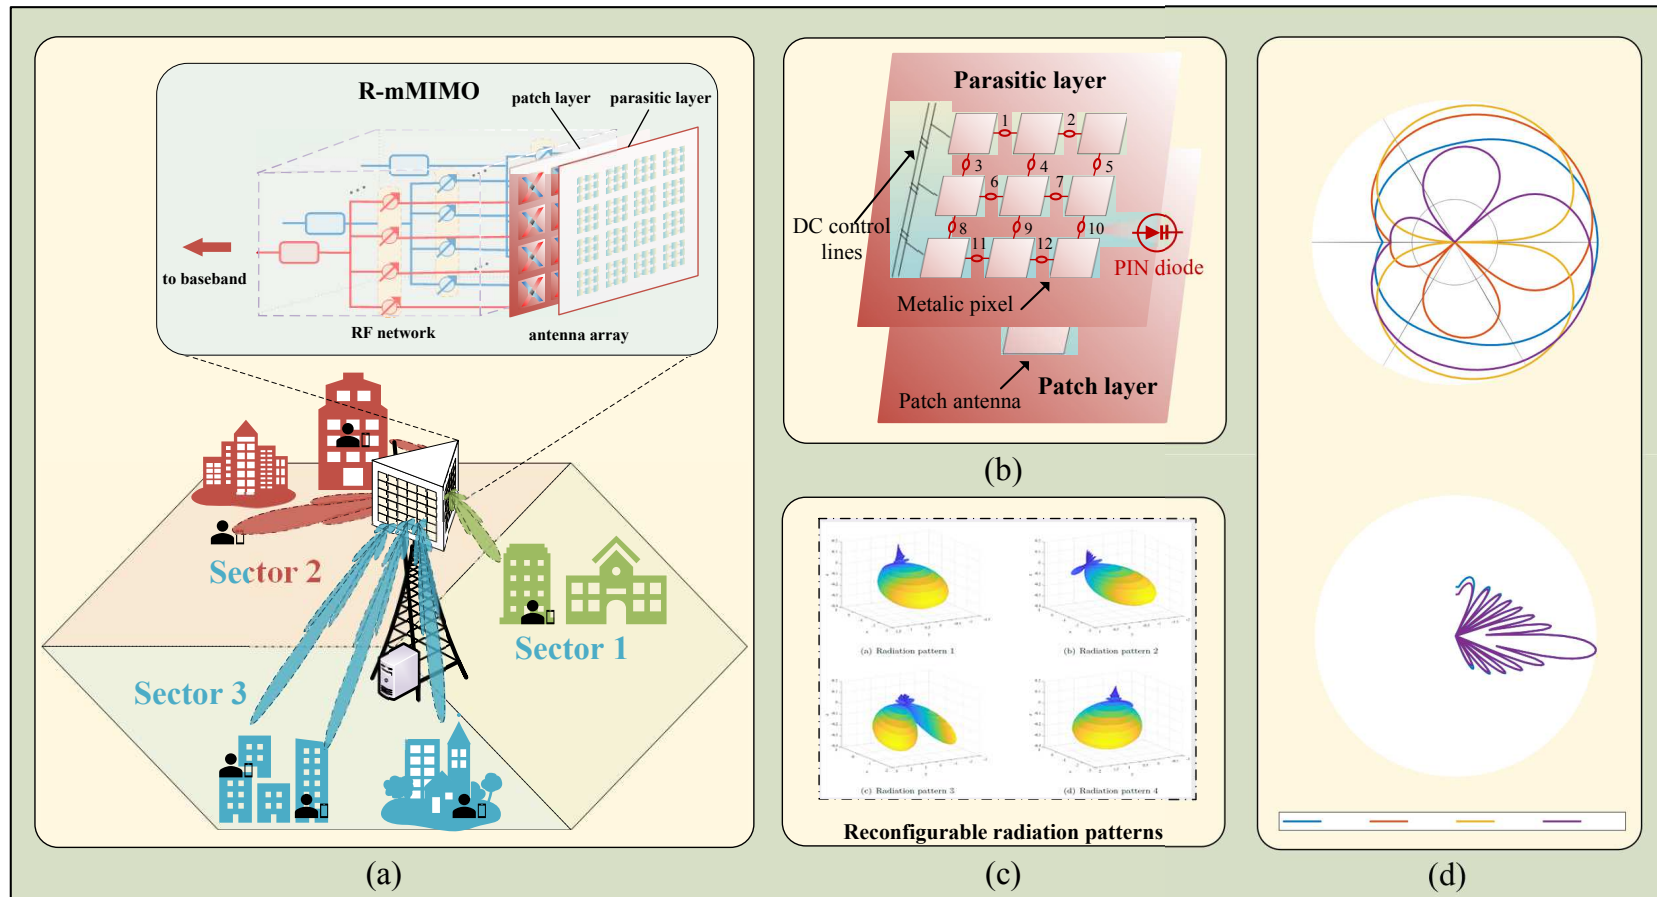 R-mMIMO
patch layer
parasitic layer
to baseband
RF network
antenna array
Sector 2
Sector 1
Sector 3
(a)
Parasitic layer
1
2
3
4
5
6
7
8
9
10
11
12
DC control
lines
PIN diode
Metalic pixel
Patch antenna
Patch layer
(b)
(a) Radiation pattern 1
(b) Radiation pattern 2
(c) Radiation pattern 3
(d) Radiation pattern 4
Reconfigurable radiation patterns
(c)
(d)